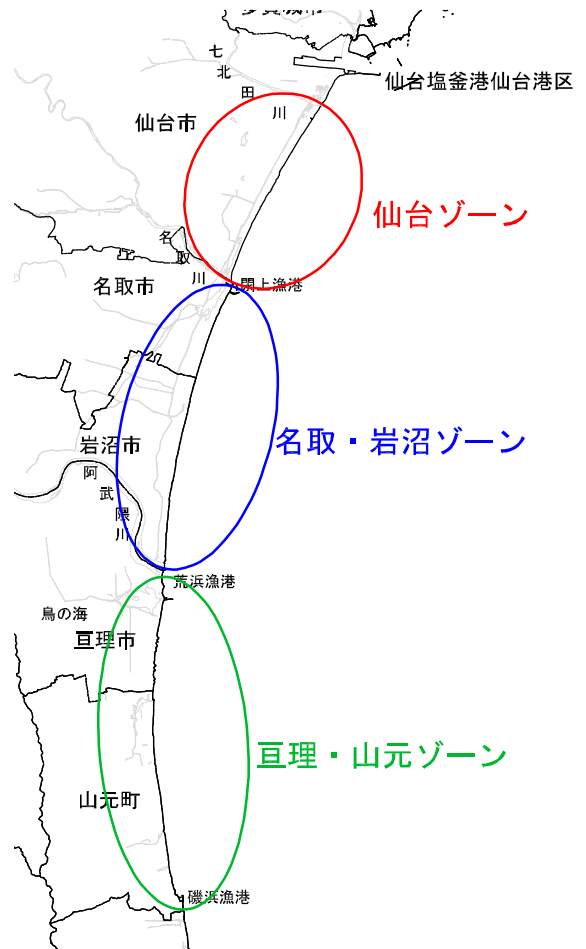 七北田川
仙台塩釜港仙台港区
仙台市
仙台ゾーン
名取川
名取市
閖上漁港
名取・岩沼ゾーン
岩沼市
阿武隈川
荒浜漁港
鳥の海
亘理市
亘理・山元ゾーン
山元町
磯浜漁港